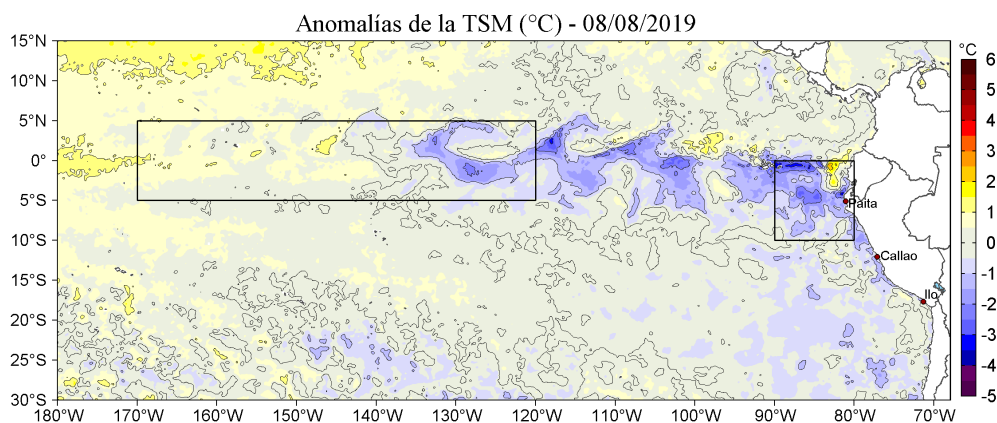 Anomalías de la TSM (°C) - 08/08/2019
15°N
10°N
5°N
0°
5°S
10°S
15°S
20°S
25°S
30°S
180°W
170°W
160°W
150°W
140°W
130°W
120°W
110°W
100°W
90°W
80°W
70°W
Paita
Callao
Ilo
°C
6
5
4
3
2
1
0
-1
-2
-3
-4
-5